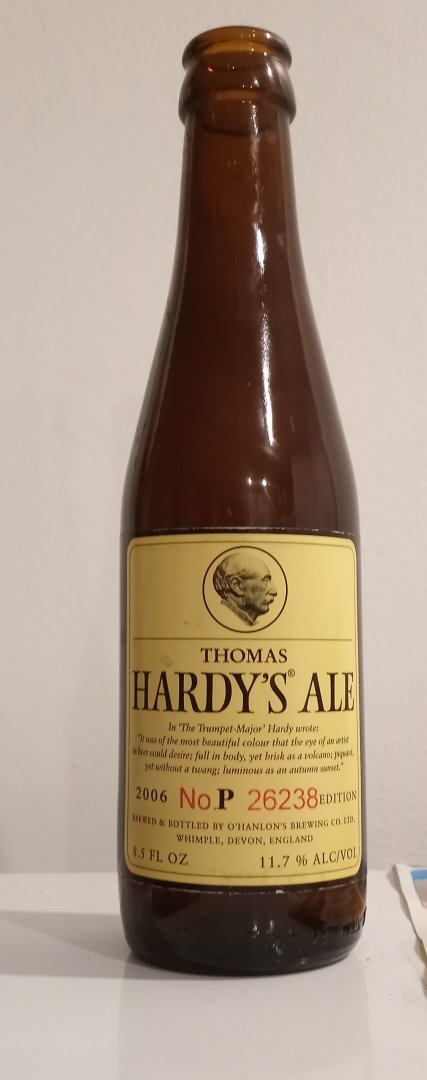 THOMAS
HARDY'S® ALE
In 'The Trumpet-Major' Hardy wrote:
"It was of the most beautiful colour that the eye of an artist
in beer could desire; full in body, yet brisk as a volcano; piquant,
yet without a twang; luminous as an autumn sunset."
2006 No.P 26238 EDITION
BREWED & BOTTLED BY O'HANLON'S BREWING CO. LTD.
WHIMPLE, DEVON, ENGLAND
8.5 FL OZ 11.7 % ALC/VOL